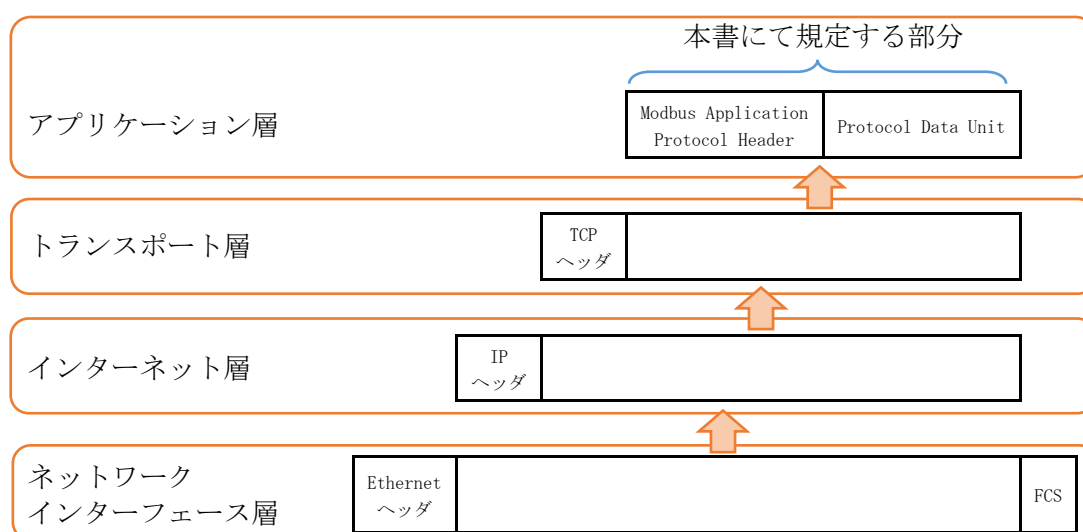 本書にて規定する部分
アプリケーション層
Modbus Application
Protocol Header
Protocol Data Unit
トランスポート層
TCP
ヘッダ
インターネット層
IP
ヘッダ
ネットワーク
インターフェース層
Ethernet
ヘッダ
FCS